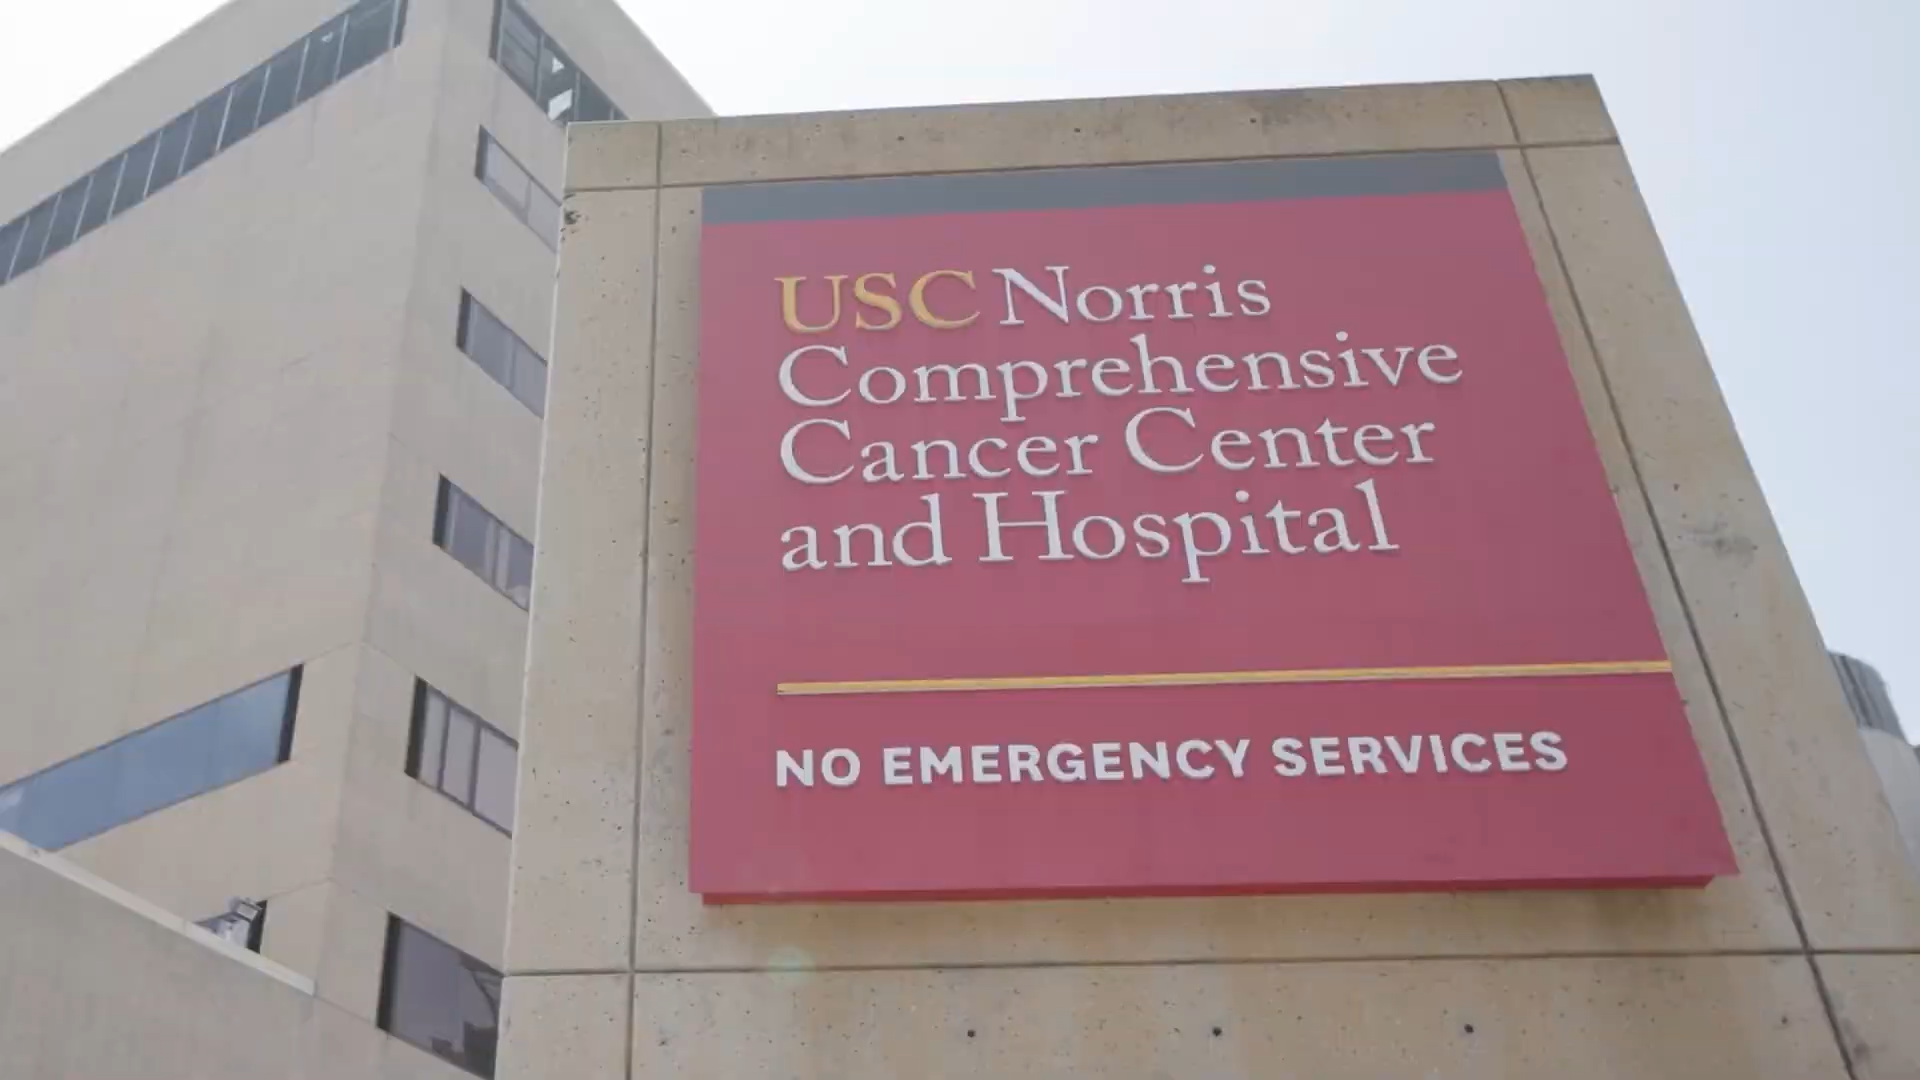 USC Norris
Comprehensive
Cancer Center
and Hospital
NO EMERGENCY SERVICES